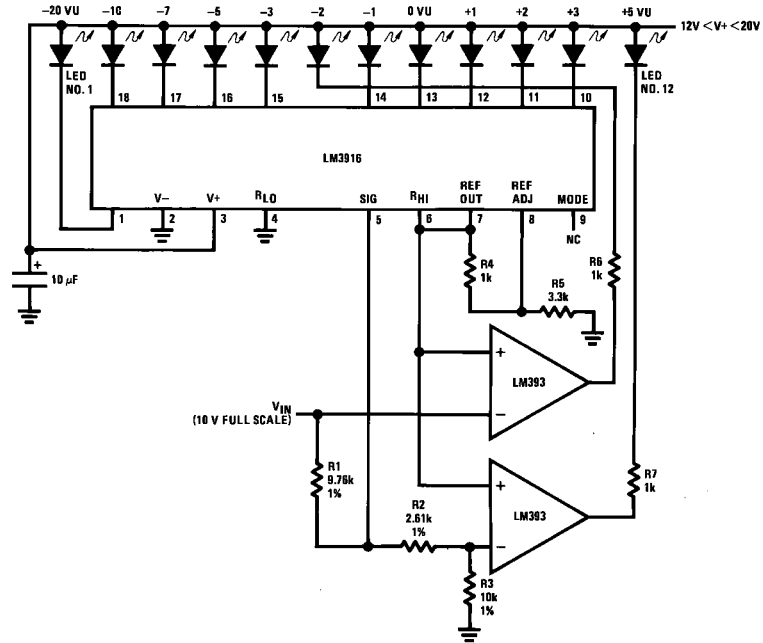 -20 VU -10 -7 -5 -3 -2 -1 0 VU +1 +2 +3 +5 VU
12V < V+ < 20V
LED
NO. 1
LED
NO. 12
18 17 16 15 14 13 12 11 10
LM3916
V- V+ RLO SIG RHI REF OUT REF ADJ MODE
1 2 3 4 5 6 7 8 9
NC
+
10 μF
R4
1k
R5
3.3k
R6
1k
+
LM393
-
VIN
(10 V FULL SCALE)
R1
9.76k
1%
R2
2.61k
1%
+
LM393
-
R7
1k
R3
10k
1%